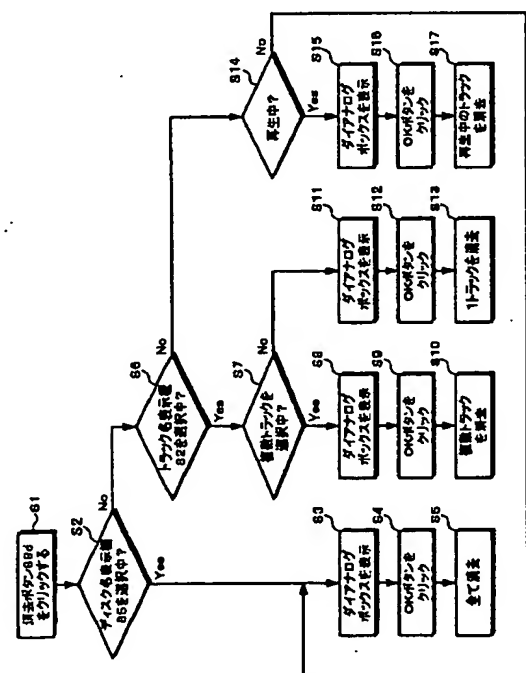 S1
消去ボタン88d
をクリックする
S2
ディスク名表示欄
86を選択中?
No
Yes
S3
ダイアナログ
ボックスを表示
S4
OKボタンを
クリック
S5
全て消去
S6
トラック名表示欄
82を選択中?
No
Yes
S7
複数トラックを
選択中?
No
Yes
S8
ダイアナログ
ボックスを表示
S9
OKボタンを
クリック
S10
複数トラック
を消去
S11
ダイアナログ
ボックスを表示
S12
OKボタンを
クリック
S13
1トラックを消去
S14
再生中?
No
Yes
S15
ダイアナログ
ボックスを表示
S16
OKボタンを
クリック
S17
再生中のトラック
を消去